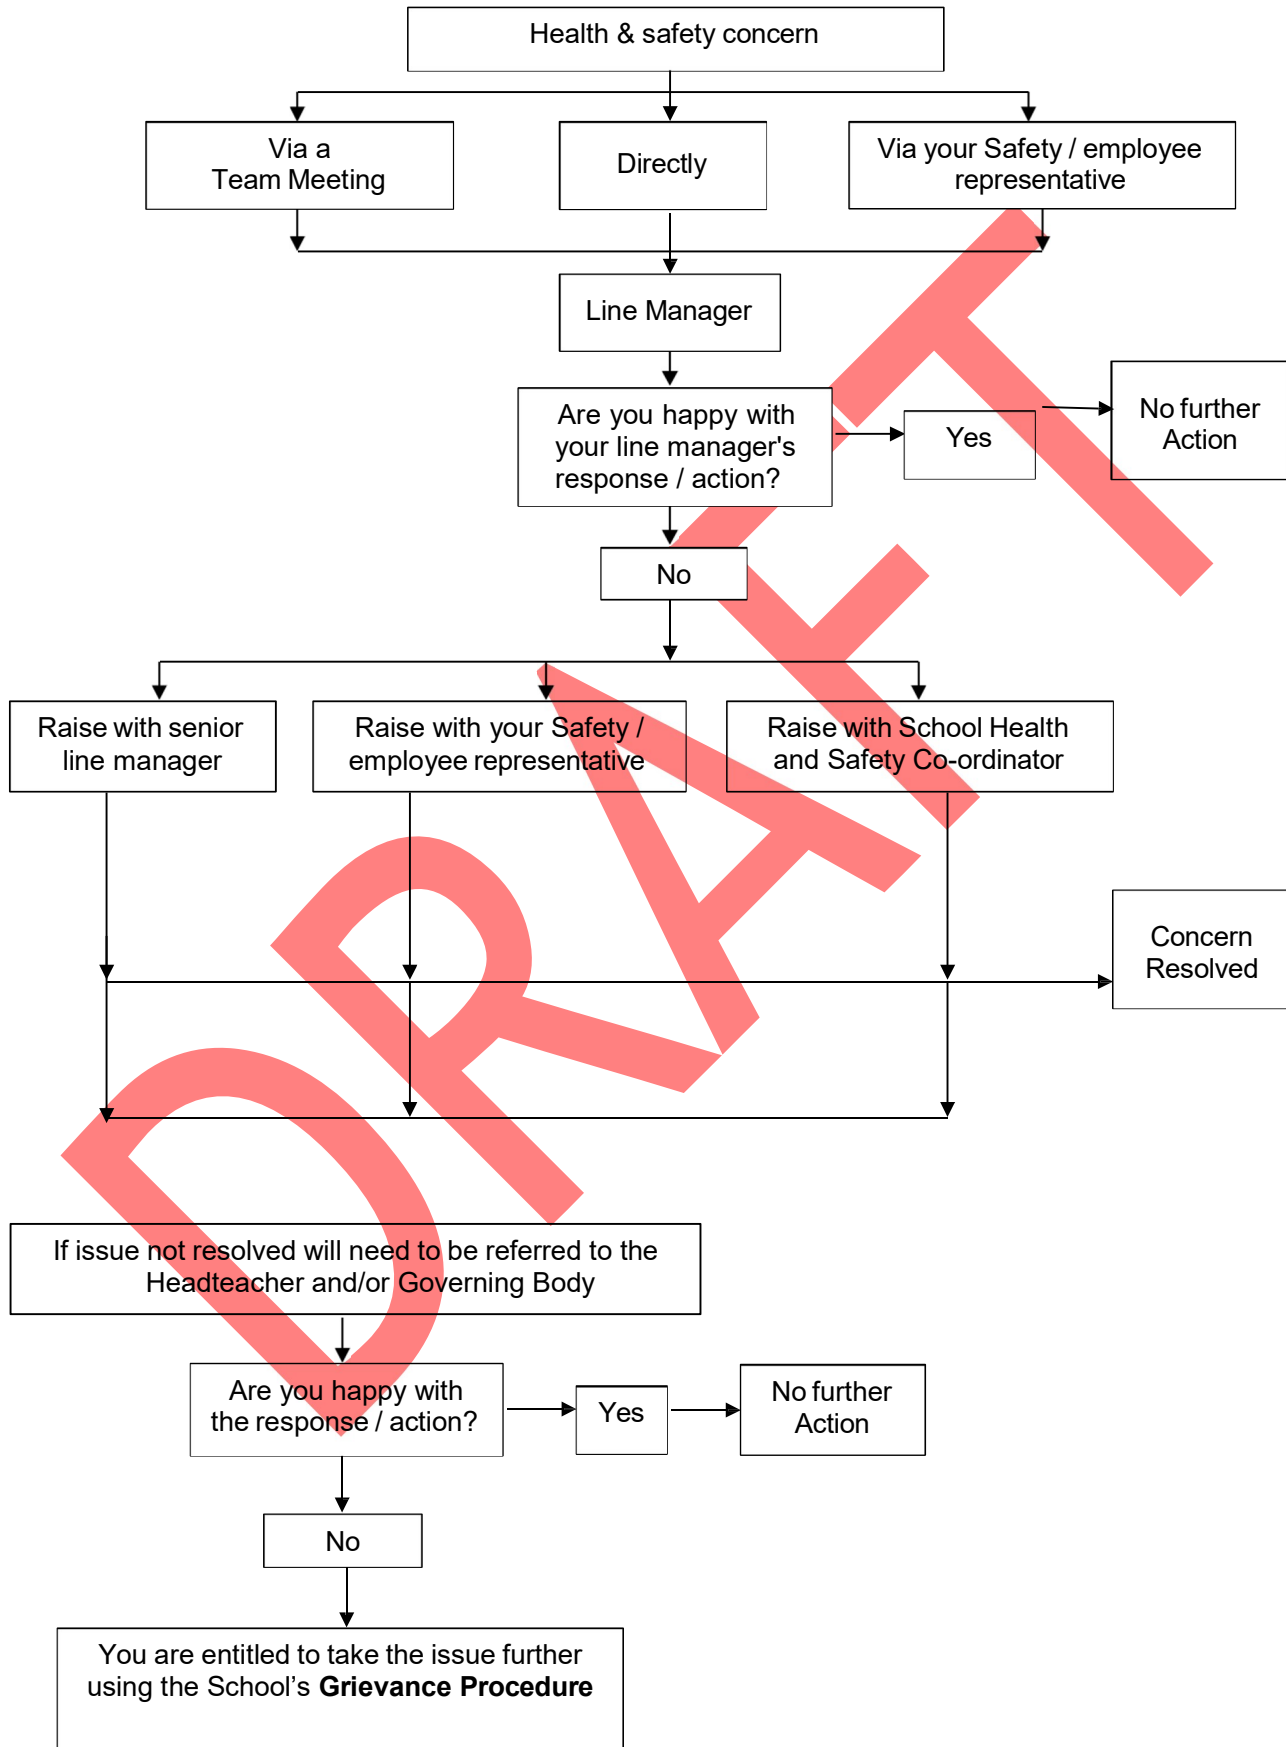 Health & safety concern
Via a
Team Meeting
Directly
Via your Safety / employee
representative
Line Manager
Are you happy with
your line manager's
response / action?
Yes
No further
Action
No
Raise with senior
line manager
Raise with your Safety /
employee representative
Raise with School Health
and Safety Co-ordinator
Concern
Resolved
If issue not resolved will need to be referred to the
Headteacher and/or Governing Body
Are you happy with
the response / action?
Yes
No further
Action
No
You are entitled to take the issue further
using the School’s Grievance Procedure
DRAFT